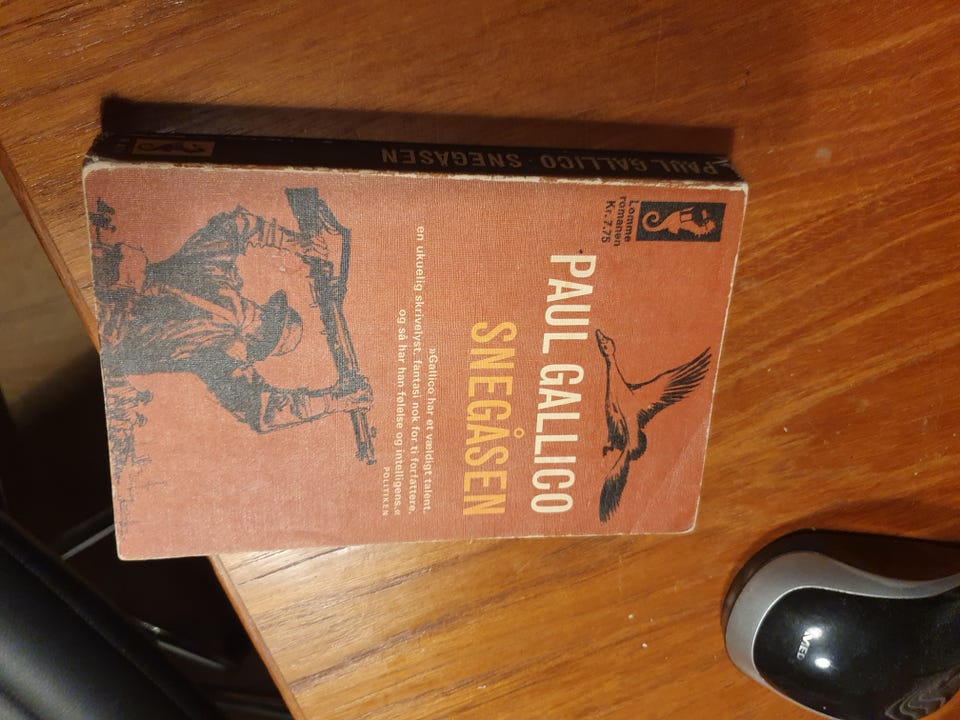 PAUL GALLICO · SNEGÅSEN
Lomme
romanen
Kr. 7.75
PAUL GALLICO
SNEGÅSEN
»Gallico har et vældigt talent.
en ukuelig skrivelyst, fantasi nok for ti forfattere,
og så har han følelse og intelligens.«
POLITIKEN